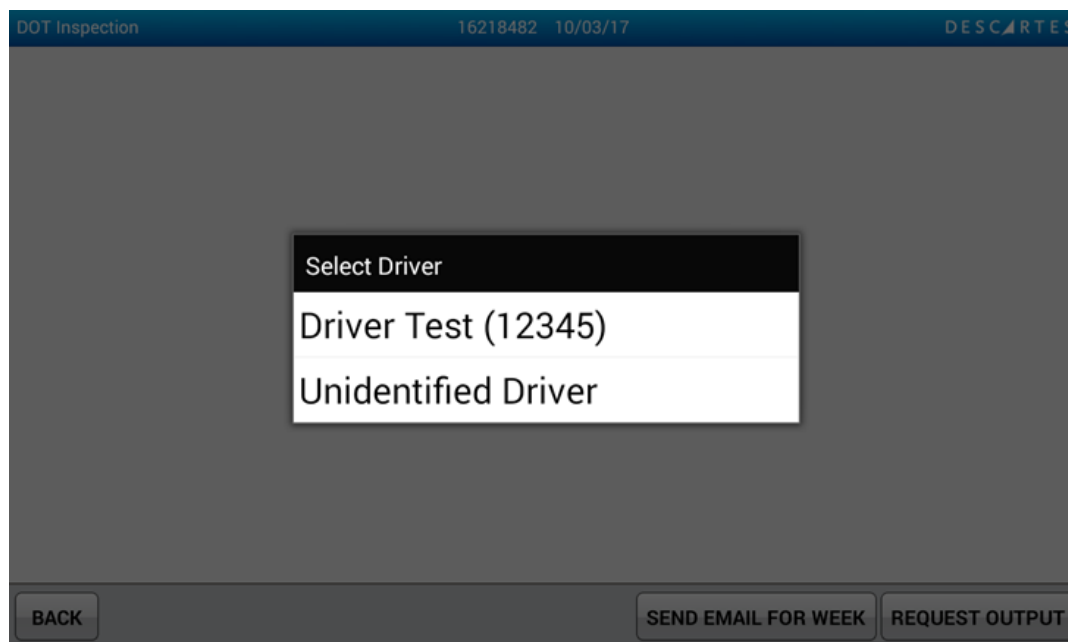 DOT Inspection 16218482 10/03/17 DESCARTES
Select Driver
Driver Test (12345)
Unidentified Driver
BACK SEND EMAIL FOR WEEK REQUEST OUTPUT